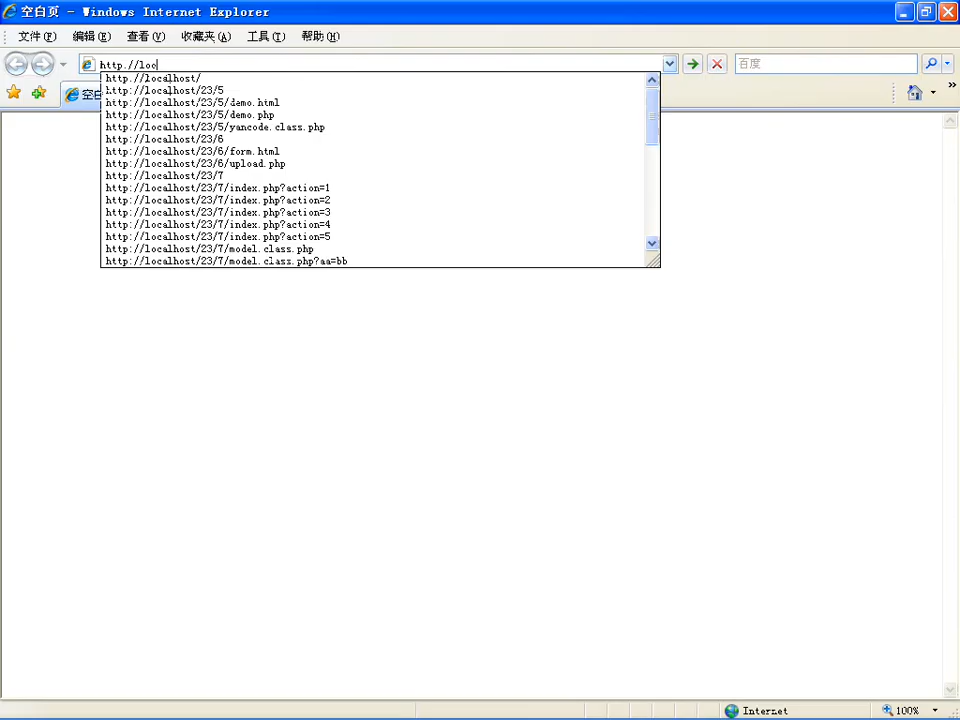 空白页 - Windows Internet Explorer
文件(F) 编辑(E) 查看(V) 收藏夹(A) 工具(T) 帮助(H)
http://loc
百度
空白
http://localhost/
http://localhost/23/5
http://localhost/23/5/demo.html
http://localhost/23/5/demo.php
http://localhost/23/5/yancode.class.php
http://localhost/23/6
http://localhost/23/6/form.html
http://localhost/23/6/upload.php
http://localhost/23/7
http://localhost/23/7/index.php?action=1
http://localhost/23/7/index.php?action=2
http://localhost/23/7/index.php?action=3
http://localhost/23/7/index.php?action=4
http://localhost/23/7/index.php?action=5
http://localhost/23/7/model.class.php
http://localhost/23/7/model.class.php?aa=bb
Internet
100%